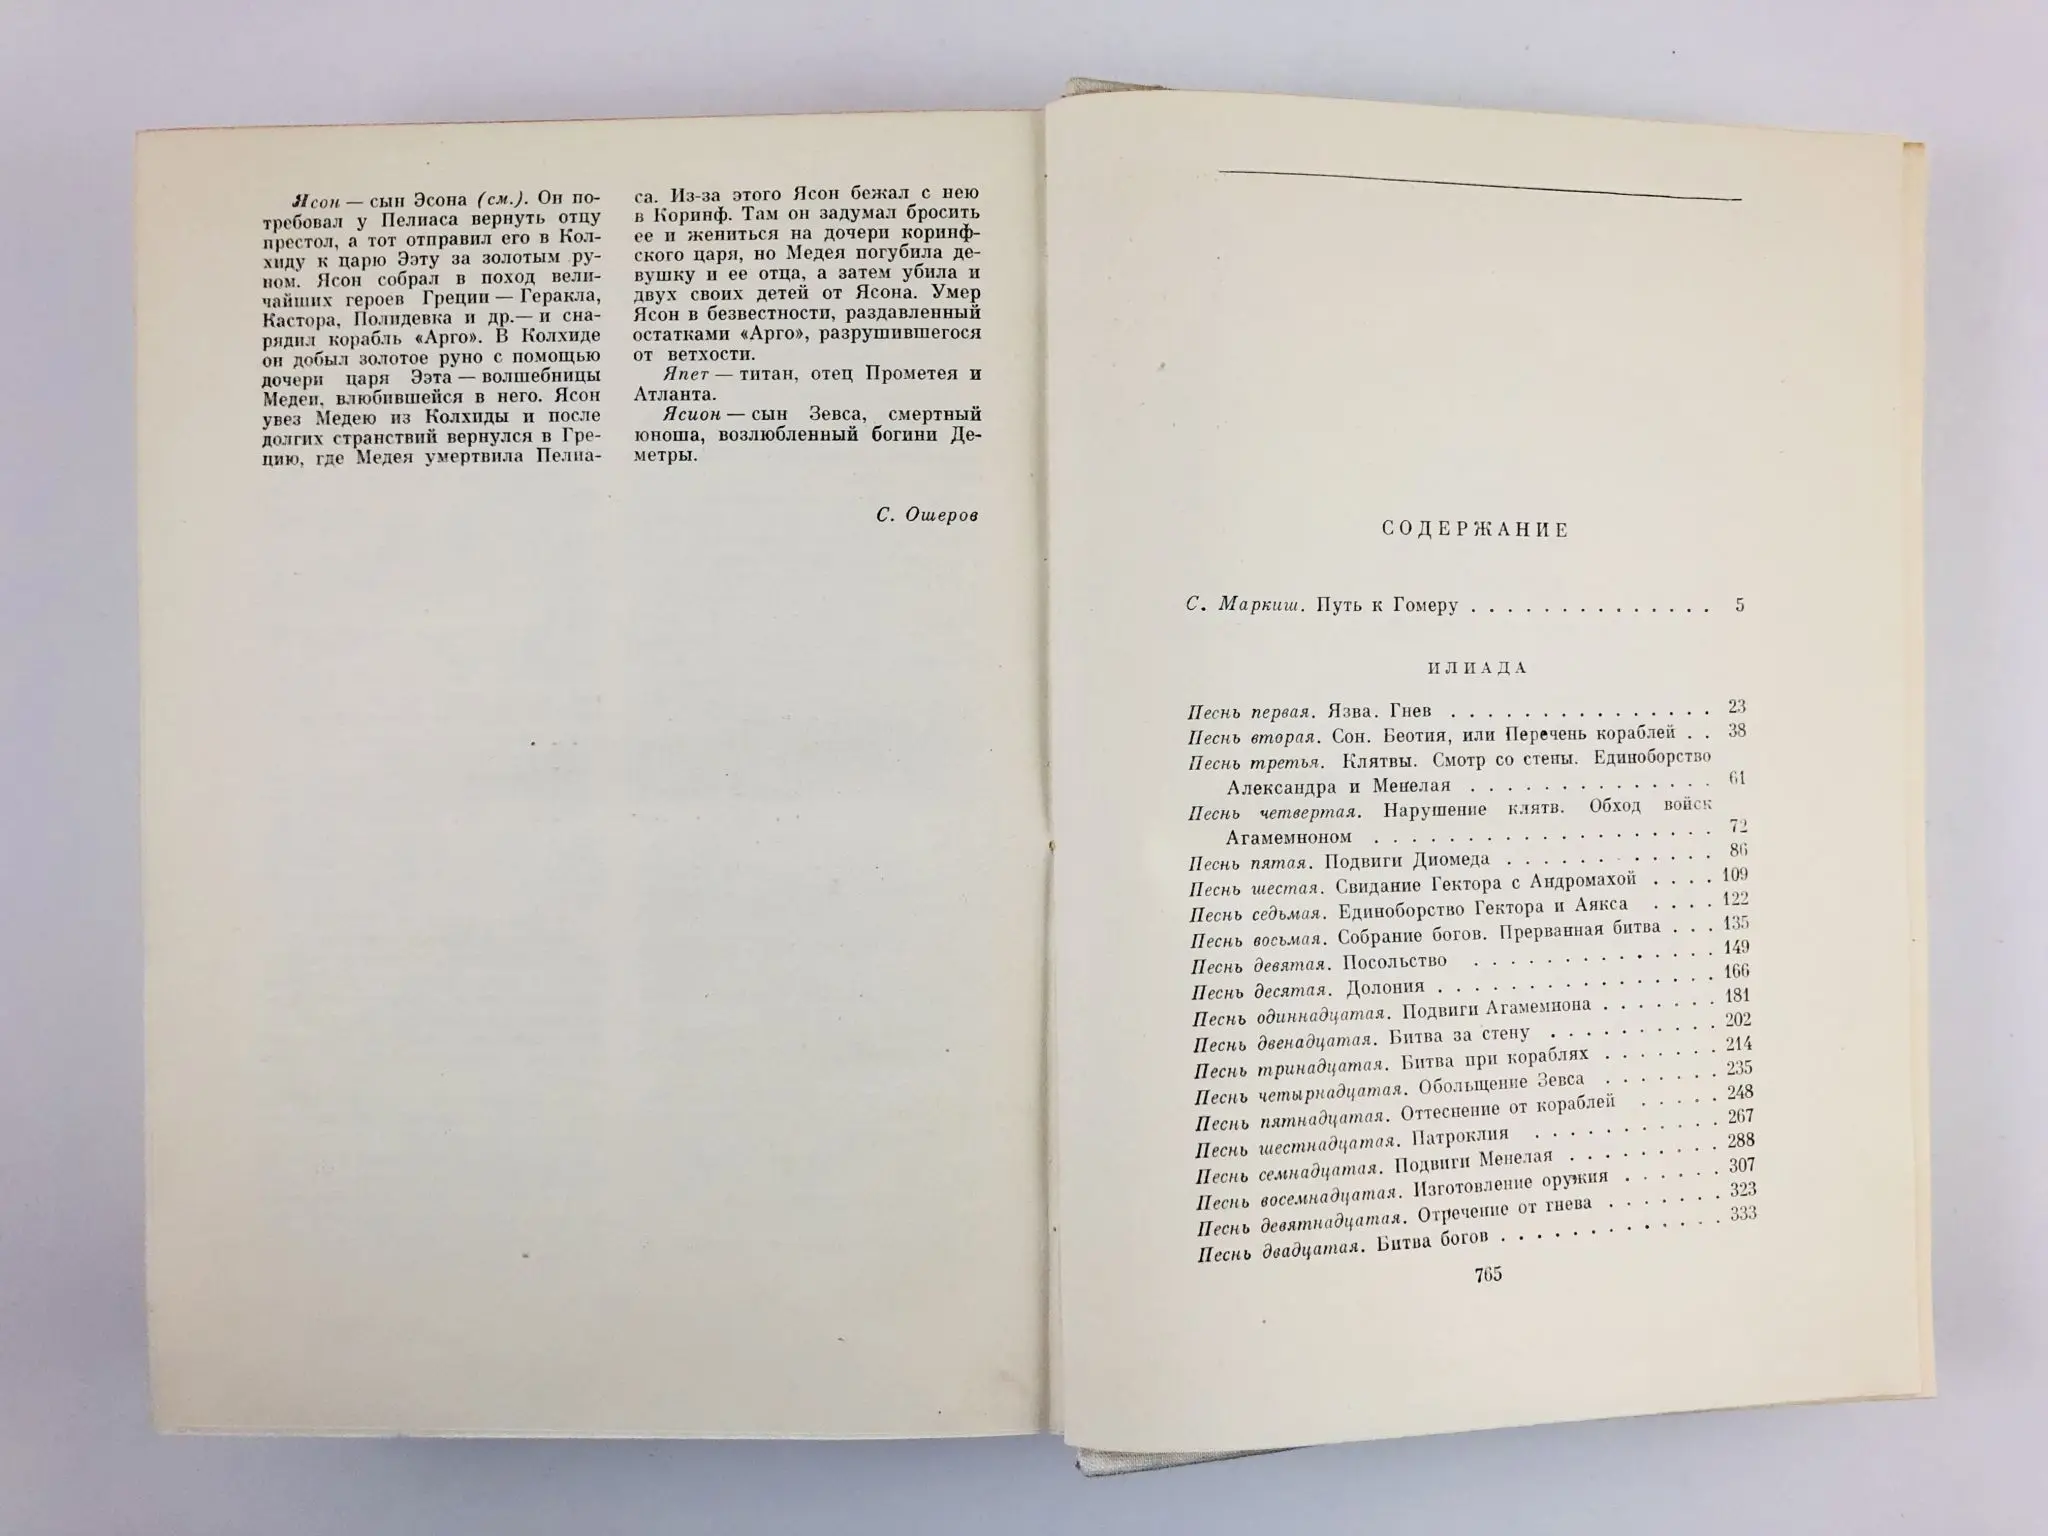 Ясон — сын Эсона (см.). Он по-
требовал у Пелиаса вернуть отцу
престол, а тот отправил его в Кол-
хиду к царю Ээту за золотым ру-
ном. Ясон собрал в поход вели-
чайших героев Греции — Геракла,
Кастора, Полидевка и др.— и сна-
рядил корабль «Арго». В Колхиде
он добыл золотое руно с помощью
дочери царя Ээта — волшебницы
Медеи, влюбившейся в него. Ясон
увез Медею из Колхиды и после
долгих странствий вернулся в Гре-
цию, где Медея умертвила Пелиа-
са. Из-за этого Ясон бежал с нею
в Коринф. Там он задумал бросить
ее и жениться на дочери коринф-
ского царя, но Медея погубила де-
вушку и ее отца, а затем убила и
двух своих детей от Ясона. Умер
Ясон в безвестности, раздавленный
остатками «Арго», разрушившегося
от ветхости.
Япет — титан, отец Прометея и
Атланта.
Ясион — сын Зевса, смертный
юноша, возлюбленный богини Де-
метры.
С. Ошеров
СОДЕРЖАНИЕ
С. Маркиш. Путь к Гомеру . . . . . . . . . . . . . . 5
ИЛИАДА
Песнь первая. Язва. Гнев . . . . . . . . . . . . . . . 23
Песнь вторая. Сон. Беотия, или Перечень кораблей . . 38
Песнь третья. Клятвы. Смотр со стены. Единоборство
Александра и Менелая . . . . . . . . . . . . . . 61
Песнь четвертая. Нарушение клятв. Обход войск
Агамемноном . . . . . . . . . . . . . . . . . . . 72
Песнь пятая. Подвиги Диомеда . . . . . . . . . . . . 86
Песнь шестая. Свидание Гектора с Андромахой . . . . 109
Песнь седьмая. Единоборство Гектора и Аякса . . . . 122
Песнь восьмая. Собрание богов. Прерванная битва . . . 135
Песнь девятая. Посольство . . . . . . . . . . . . . . 149
Песнь десятая. Долония . . . . . . . . . . . . . . . . 166
Песнь одиннадцатая. Подвиги Агамемнона . . . . . . . 181
Песнь двенадцатая. Битва за стену . . . . . . . . . . 202
Песнь тринадцатая. Битва при кораблях . . . . . . . 214
Песнь четырнадцатая. Обольщение Зевса . . . . . . . 235
Песнь пятнадцатая. Оттеснение от кораблей . . . . . 248
Песнь шестнадцатая. Патроклия . . . . . . . . . . . 267
Песнь семнадцатая. Подвиги Менелая . . . . . . . . . 288
Песнь восемнадцатая. Изготовление оружия . . . . . . 307
Песнь девятнадцатая. Отречение от гнева . . . . . . . 323
Песнь двадцатая. Битва богов . . . . . . . . . . . . . 333
765